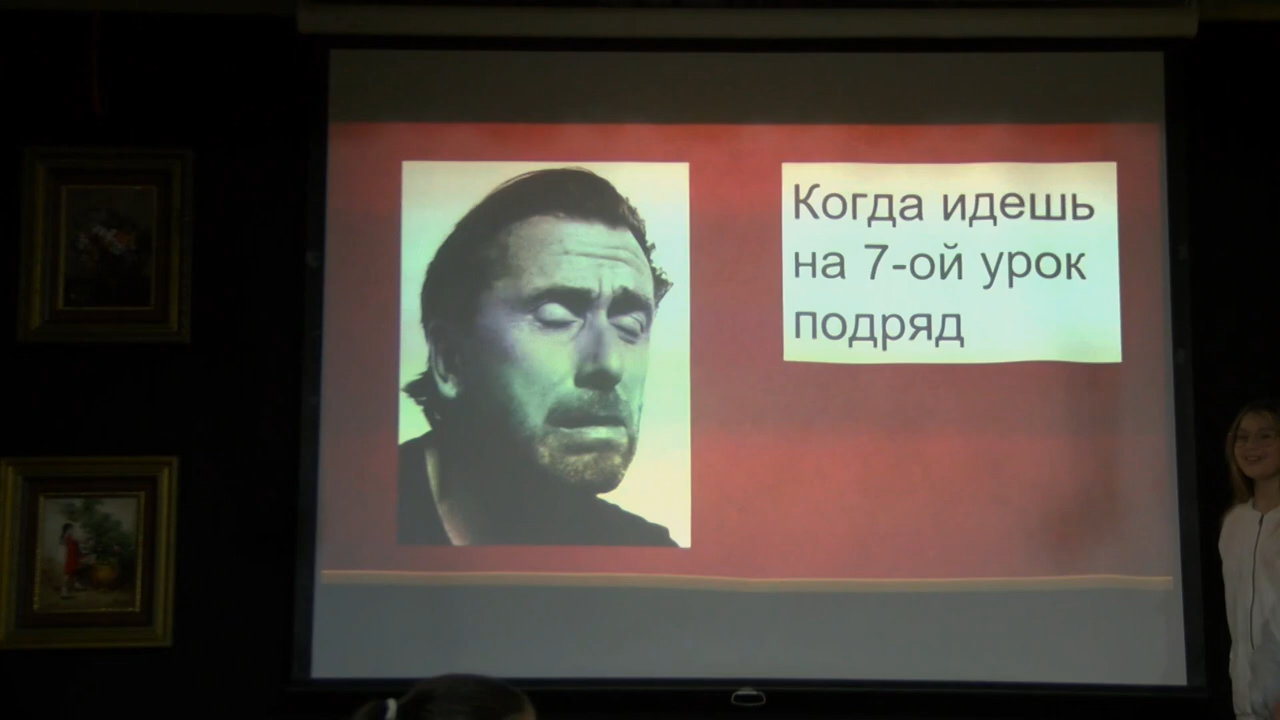 Когда идешь
на 7-ой урок
подряд